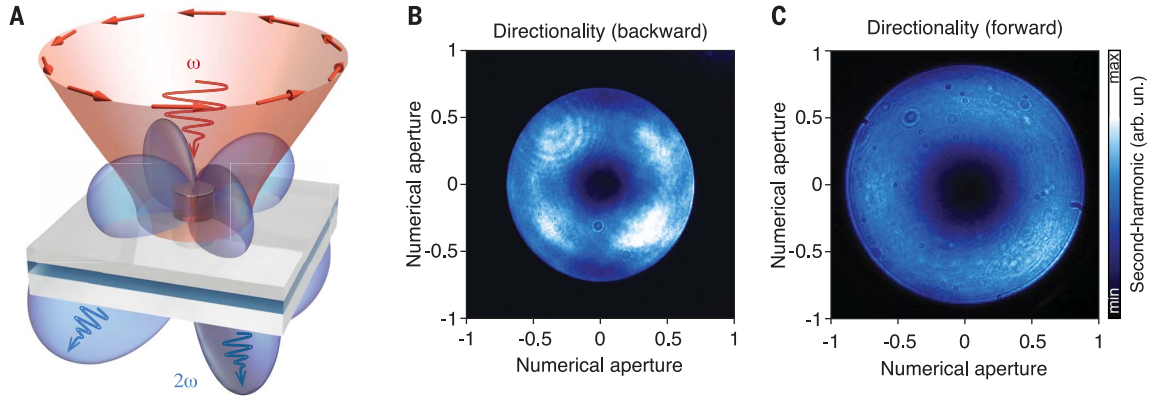 A
ω
2ω
B
Directionality (backward)
Numerical aperture
1
0.5
0
-0.5
-1
-1
-0.5
0
0.5
1
Numerical aperture
C
Directionality (forward)
Numerical aperture
1
0.5
0
-0.5
-1
-1
-0.5
0
0.5
1
Numerical aperture
max
min
Second-harmonic (arb. un.)